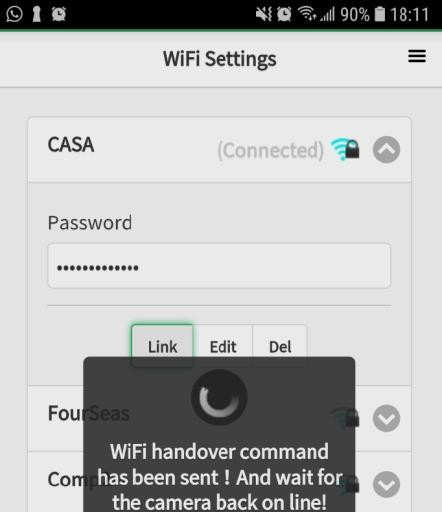 90% 18:11
WiFi Settings
CASA (Connected)
Password
•••••••••••••
Link Edit Del
FourSeas
WiFi handover command
has been sent ! And wait for
the camera back on line!